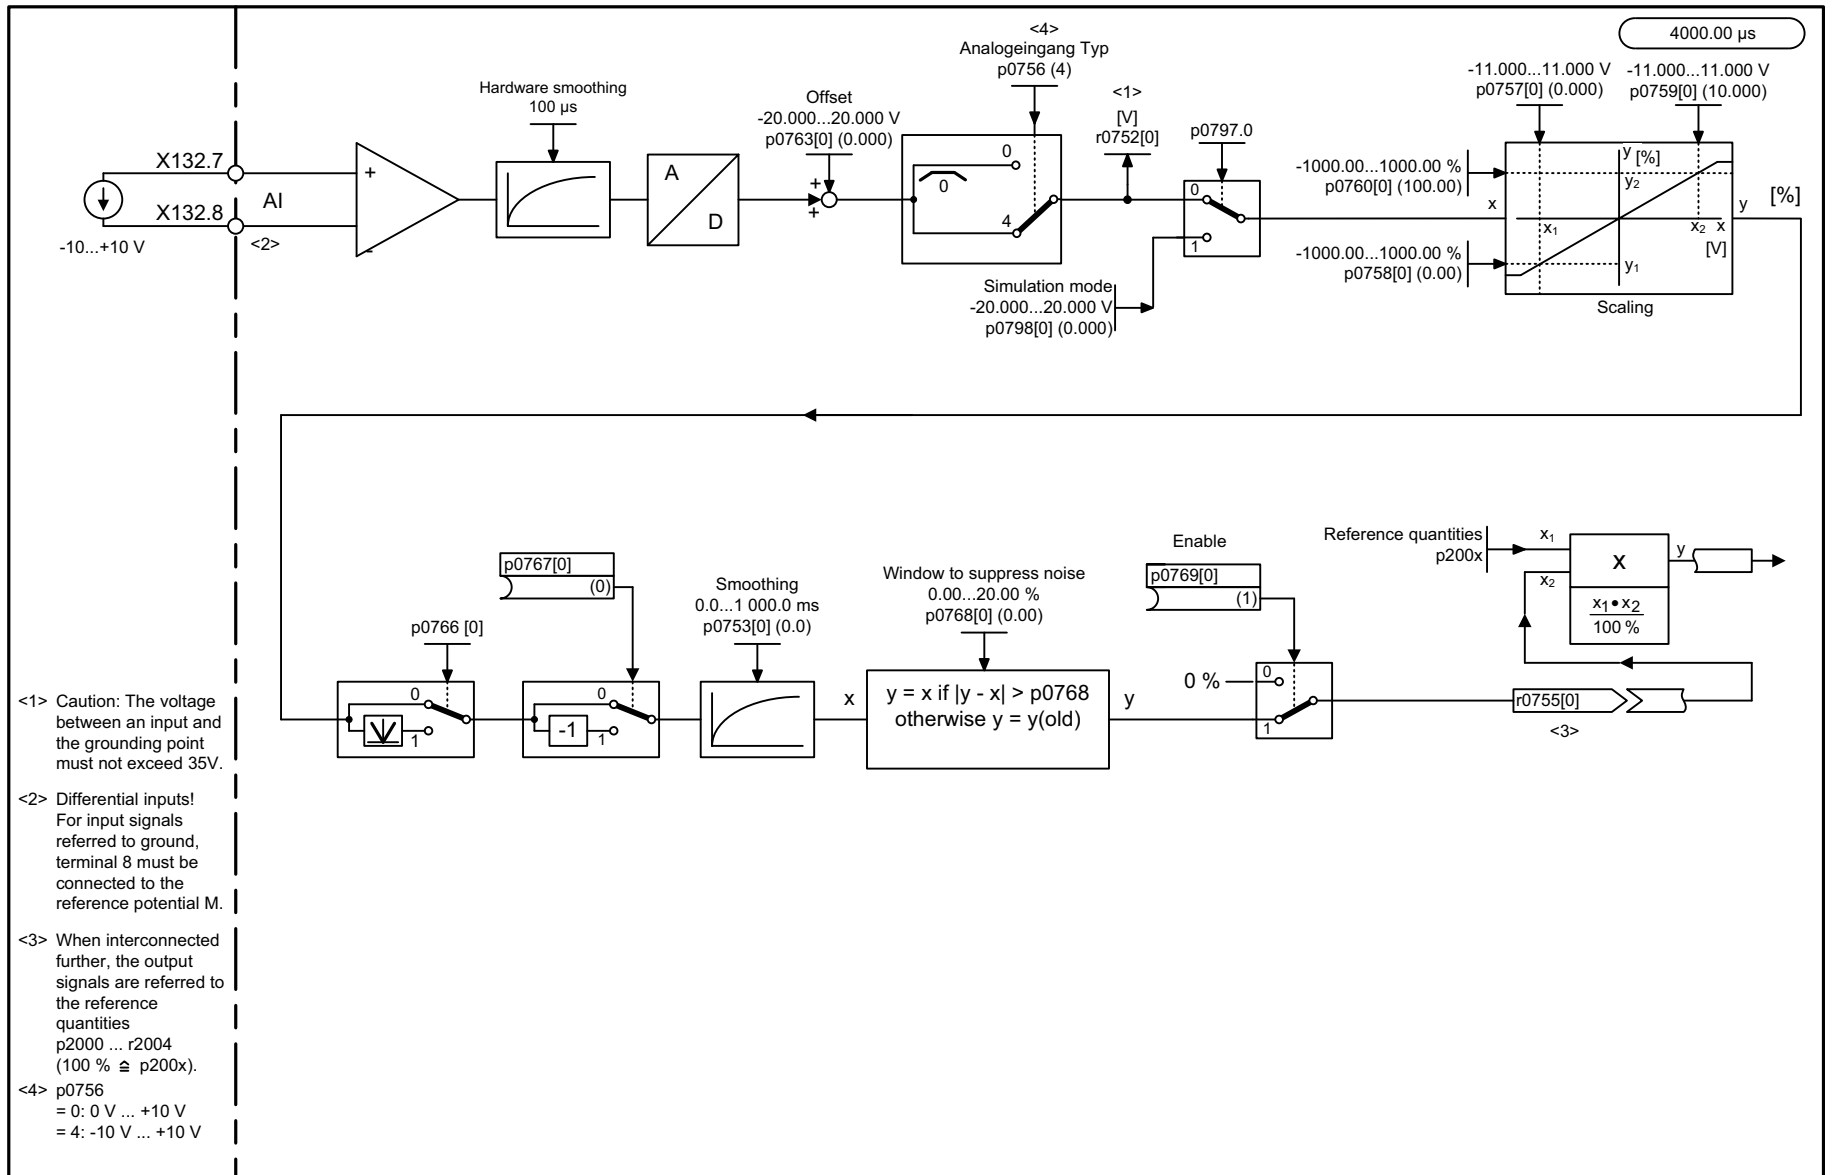 4000.00 µs
<4>
Analogeingang Typ
p0756 (4)
Hardware smoothing
100 µs
Offset
-20.000...20.000 V
p0763[0] (0.000)
<1>
[V]
r0752[0]
p0797.0
-11.000...11.000 V
p0757[0] (0.000)
-11.000...11.000 V
p0759[0] (10.000)
X132.7
X132.8
-10...+10 V
AI
<2>
+
-
A
D
+
+
0
0
4
0
1
Simulation mode
-20.000...20.000 V
p0798[0] (0.000)
-1000.00...1000.00 %
p0760[0] (100.00)
-1000.00...1000.00 %
p0758[0] (0.00)
x
y [%]
y2
x1
x2 x
[V]
y1
y
[%]
Scaling
p0766 [0]
0
1
p0767[0]
(0)
0
-1
1
Smoothing
0.0...1 000.0 ms
p0753[0] (0.0)
Window to suppress noise
0.00...20.00 %
p0768[0] (0.00)
x
y = x if |y - x| > p0768
otherwise y = y(old)
y
Enable
p0769[0]
(1)
0 %
0
1
Reference quantities
p200x
x1
x2
x
x1•x2
100 %
y
r0755[0]
<3>
<1> Caution: The voltage
between an input and
the grounding point
must not exceed 35V.
<2> Differential inputs!
For input signals
referred to ground,
terminal 8 must be
connected to the
reference potential M.
<3> When interconnected
further, the output
signals are referred to
the reference
quantities
p2000 ... r2004
(100 % ≙ p200x).
<4> p0756
= 0: 0 V ... +10 V
= 4: -10 V ... +10 V